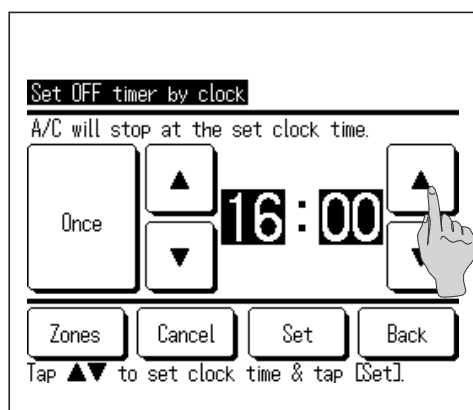 Set OFF timer by clock
A/C will stop at the set clock time.
Once ▲ ▼ 16:00 ▲ ▼
Zones Cancel Set Back
Tap ▲▼ to set clock time & tap [Set].